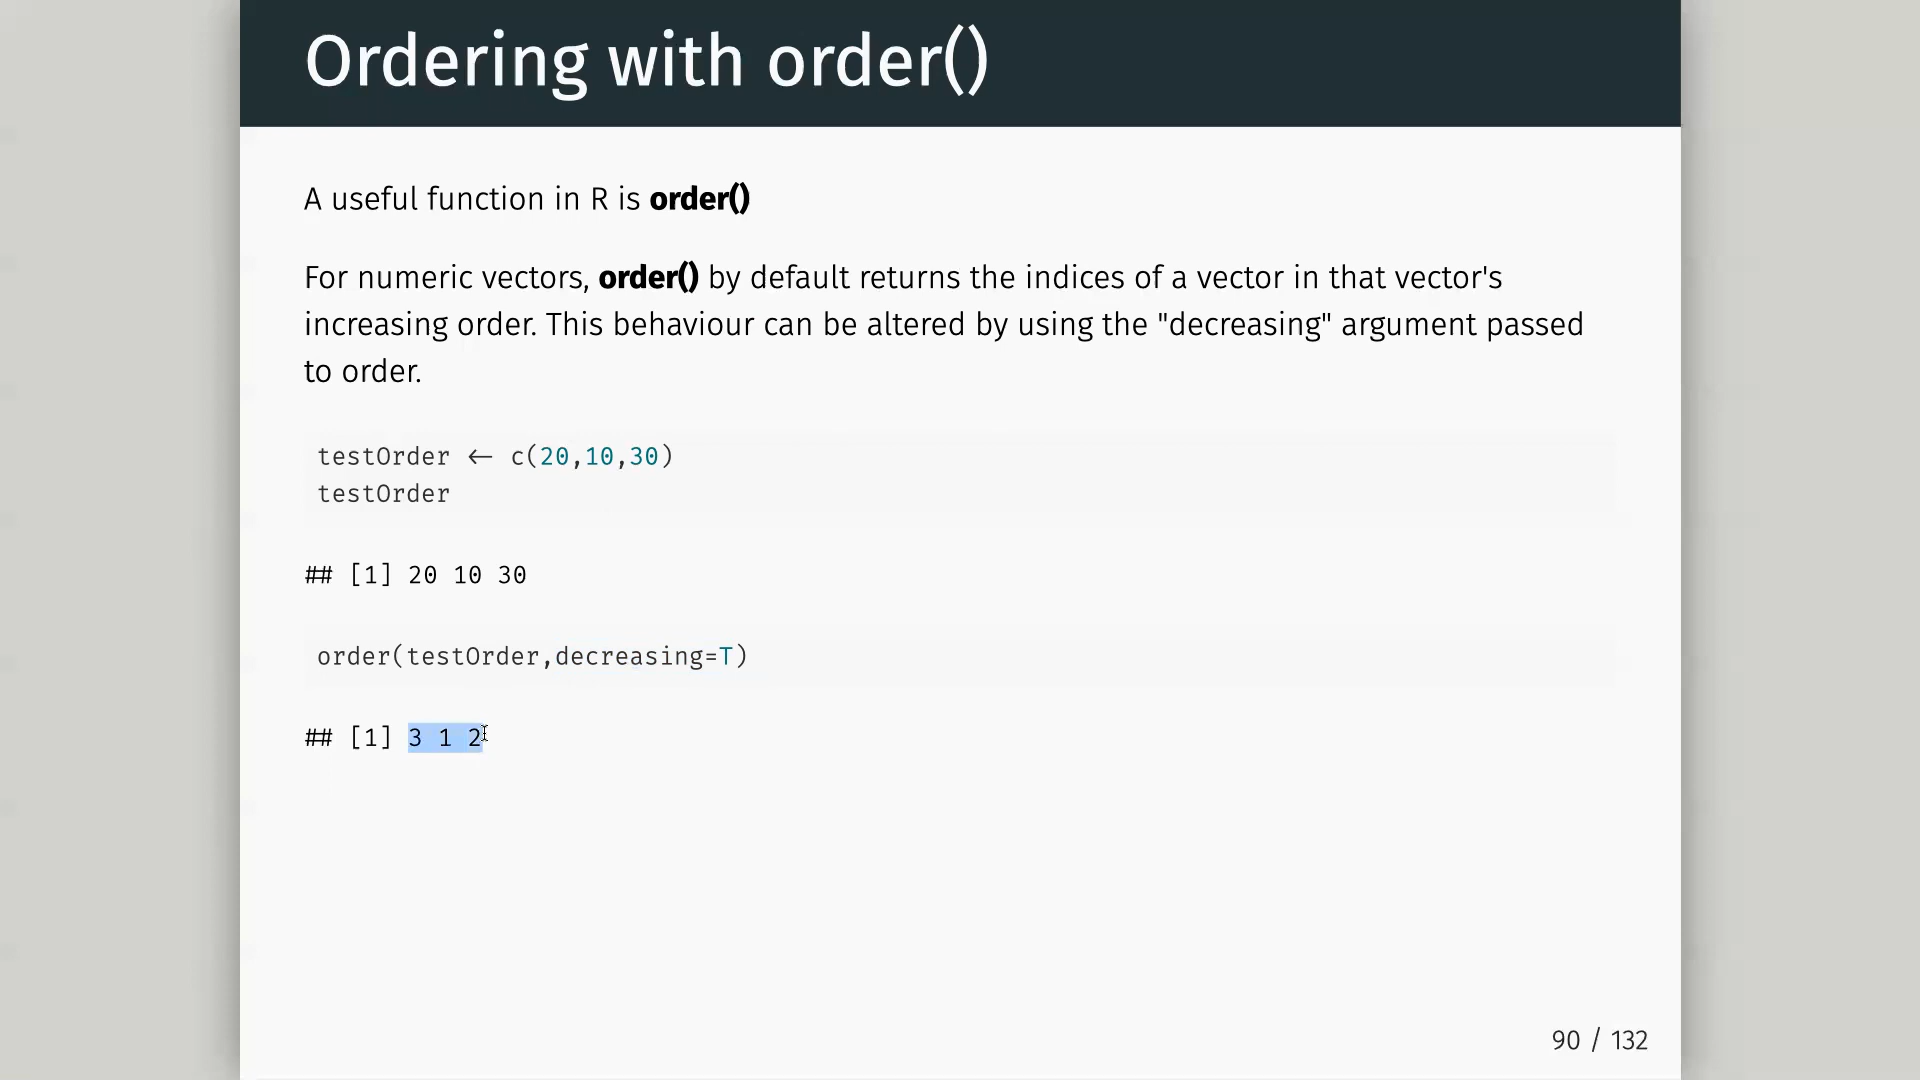 Ordering with order()
A useful function in R is order()
For numeric vectors, order() by default returns the indices of a vector in that vector's
increasing order. This behaviour can be altered by using the "decreasing" argument passed
to order.
testOrder ← c(20,10,30)
testOrder
## [1] 20 10 30
order(testOrder,decreasing=T)
## [1] 3 1 2
90 / 132